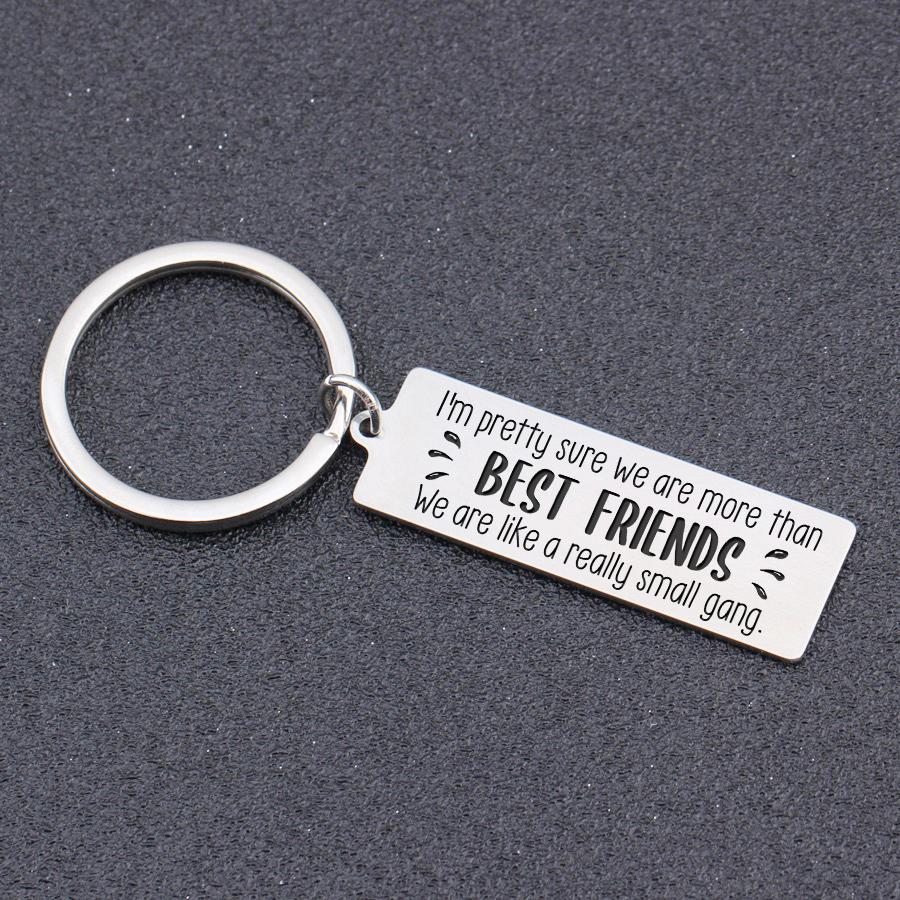 I'm pretty sure we are more than
BEST FRIENDS
We are like a really small gang.